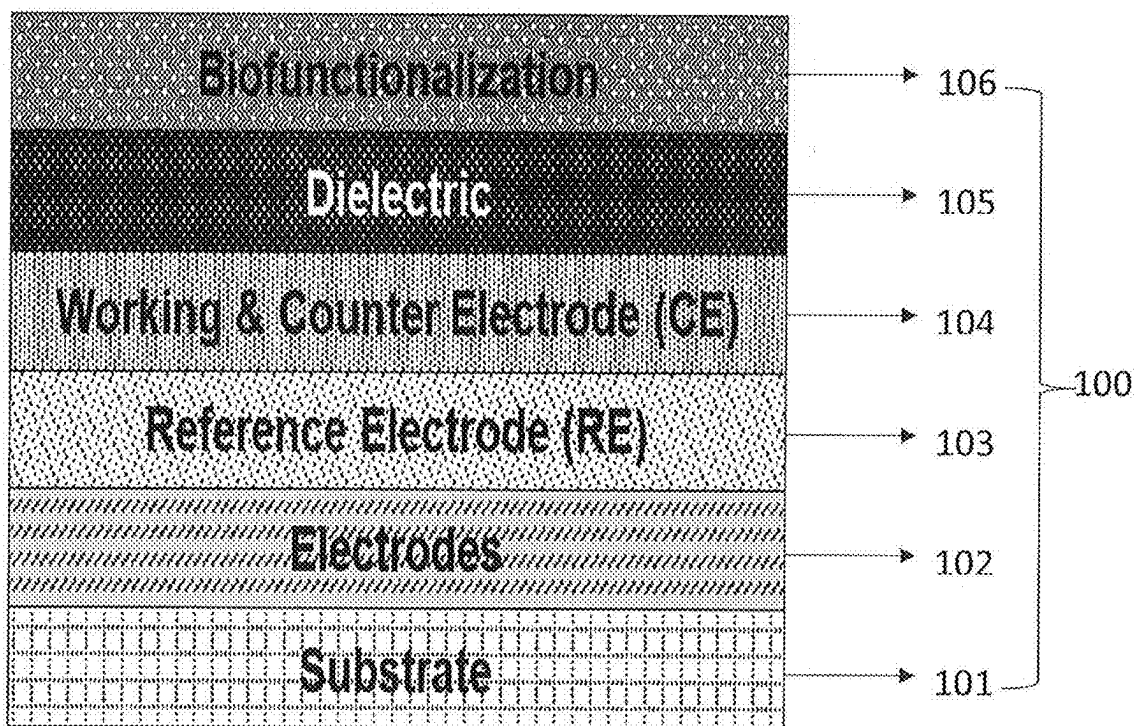 Biofunctionalization 106
Dielectric 105
Working & Counter Electrode (CE) 104
100
Reference Electrode (RE) 103
Electrodes 102
Substrate 101